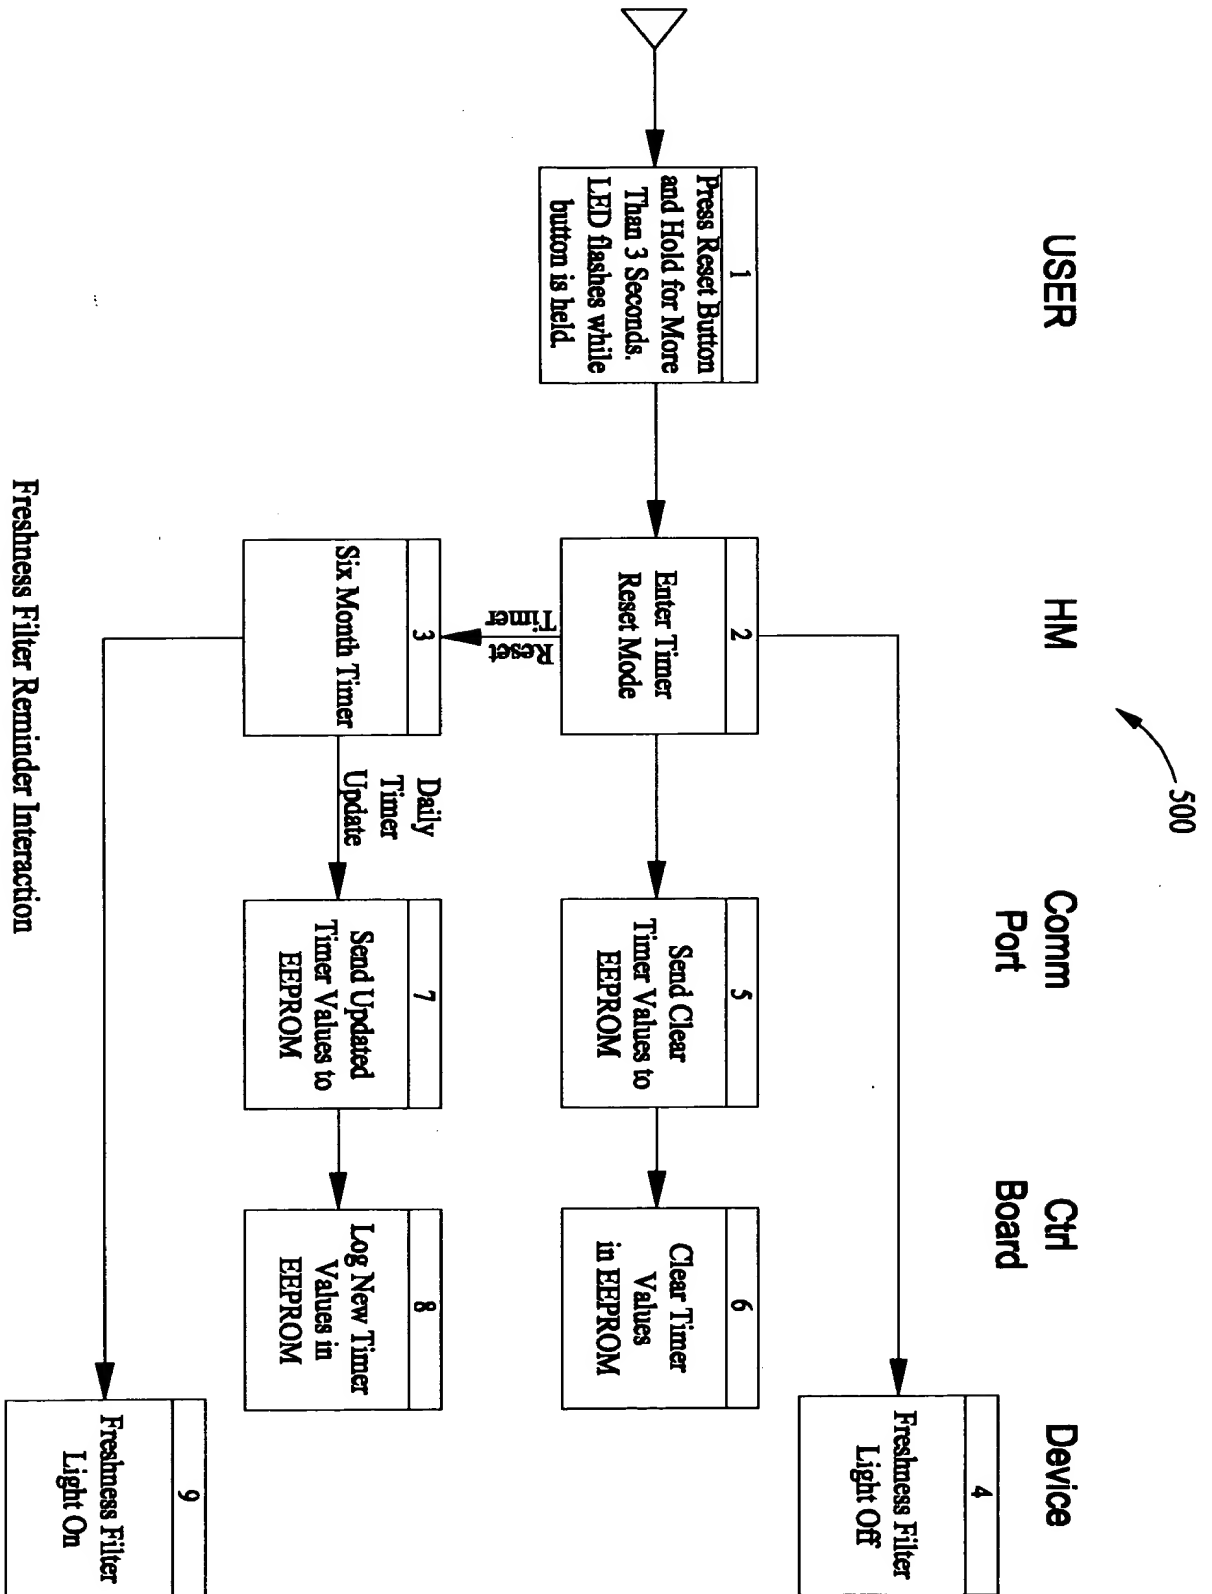 500
USER
HM
Comm
Port
Ctrl
Board
Device
1
Press Reset Button
and Hold for More
Than 3 Seconds.
LED flashes while
button is held.
2
Enter Timer
Reset Mode
Reset
Timer
3
Six Month Timer
Daily
Timer
Update
4
Freshness Filter
Light Off
5
Send Clear
Timer Values to
EEPROM
6
Clear Timer
Values
in EEPROM
7
Send Updated
Timer Values to
EEPROM
8
Log New Timer
Values in
EEPROM
9
Freshness Filter
Light On
Freshness Filter Reminder Interaction